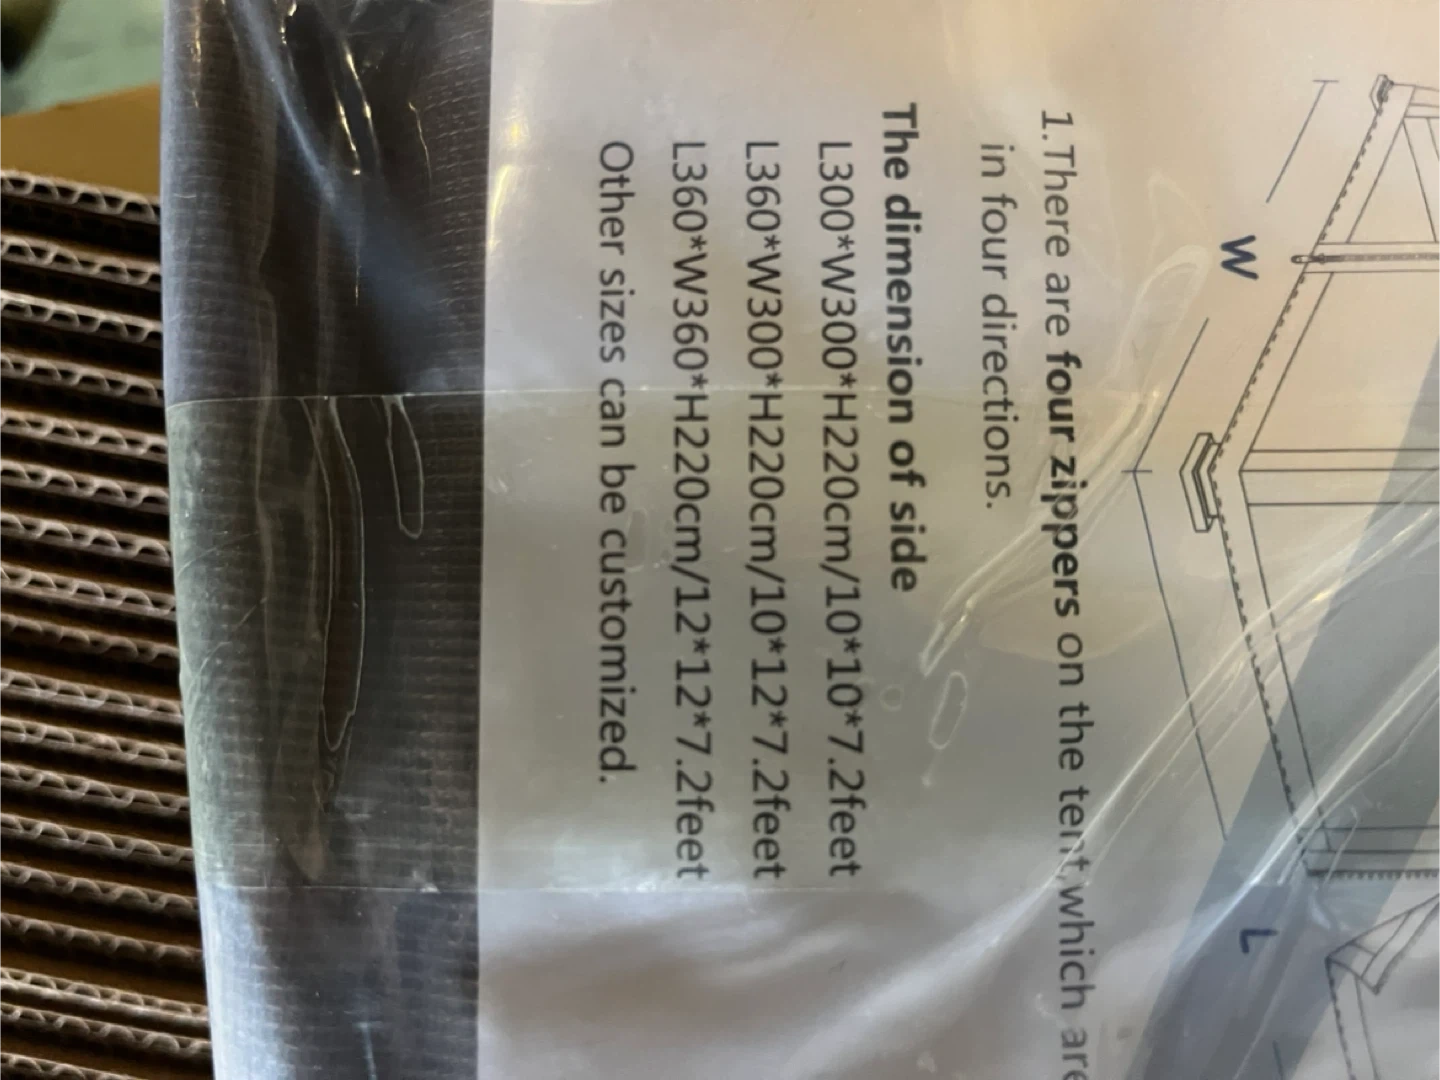 W
L
1.There are four zippers on the tent,which are
in four directions.
The dimension of side
L300*W300*H220cm/10*10*7.2feet
L360*W300*H220cm/10*12*7.2feet
L360*W360*H220cm/12*12*7.2feet
Other sizes can be customized.